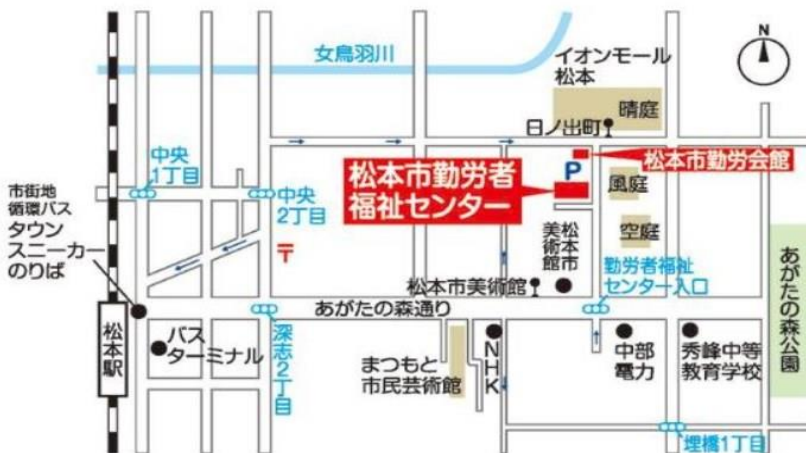 女鳥羽川
イオンモール
松本
N
晴庭
日ノ出町
松本市勤労会館
P
松本市勤労者
福祉センター
風庭
空庭
中央
1丁目
中央
2丁目
市街地
循環バス
タウン
スニーカー
のりば
〒
松本市
美術館
松本市美術館
勤労者福祉
センター入口
あがたの森公園
あがたの森通り
松本駅
バス
ターミナル
深志2丁目
まつもと
市民芸術館
NHK
中部
電力
秀峰中等
教育学校
埋橋1丁目